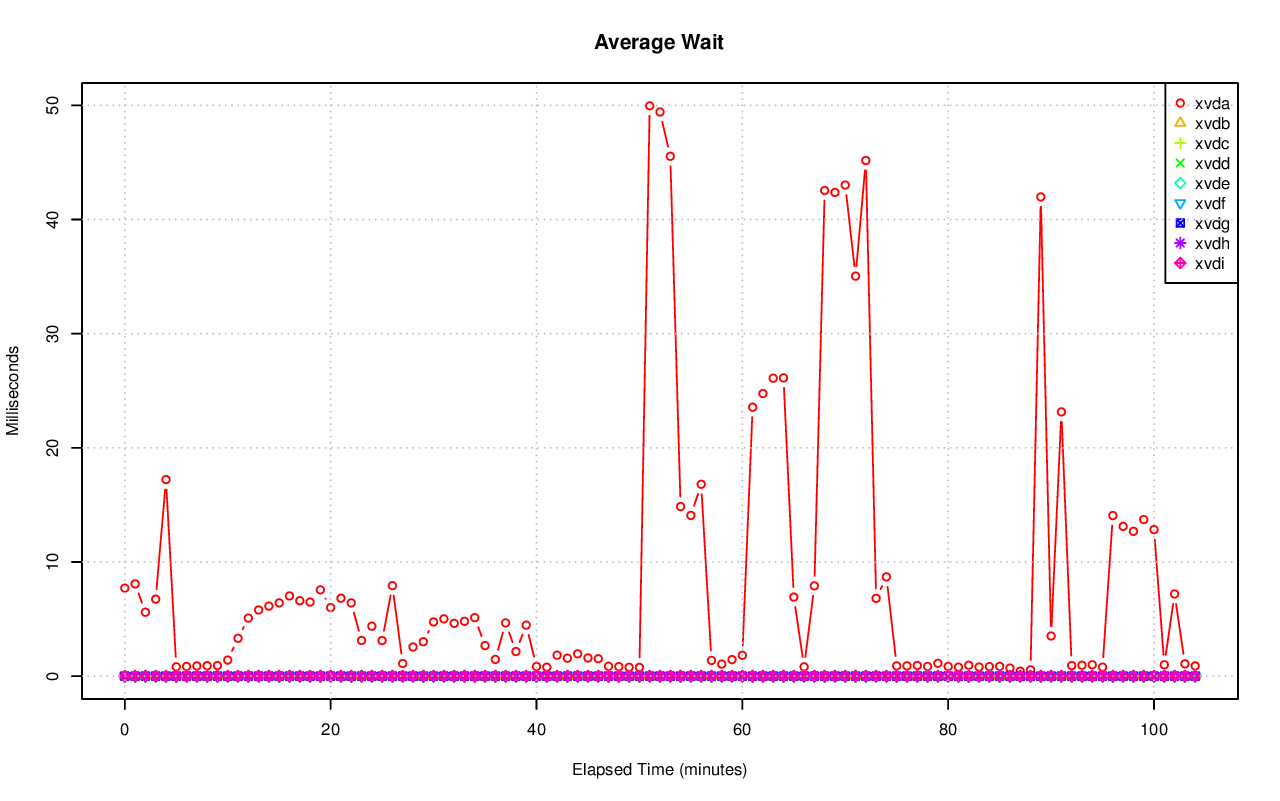 Average Wait
50
40
30
20
10
0
Milliseconds
xvda
xvdb
xvdc
xvdd
xvde
xvdf
xvdg
xvdh
xvdi
0 20 40 60 80 100
Elapsed Time (minutes)